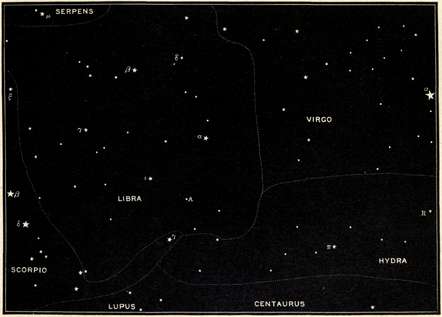 SERPENS
μ
β
δ
ξ
α
γ
VIRGO
α
ι
LIBRA
A
β
δ
γ
π
SCORPIO
HYDRA
LUPUS
CENTAURUS